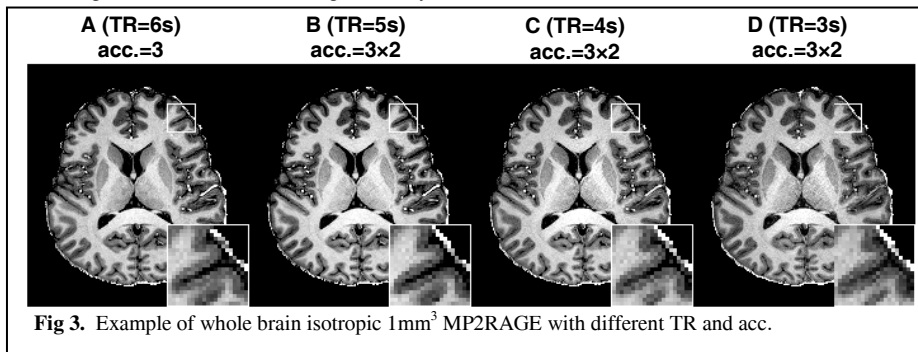 A (TR=6s) B (TR=5s) C (TR=4s) D (TR=3s)
acc.=3 acc.=3×2 acc.=3×2 acc.=3×2
Fig 3. Example of whole brain isotropic 1mm³ MP2RAGE with different TR and acc.